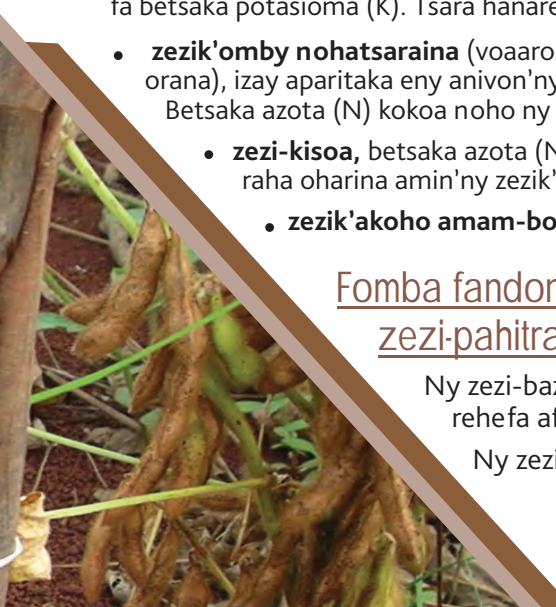 fa betsaka potasioma (K). Tsara hanare
• zezik'omby nohatsaraina (voaaro
orana), izay aparitaka eny anivon'ny
Betsaka azota (N) kokoa noho ny
• zezi-kisoa, betsaka azota (N
raha oharina amin'ny zezik'
• zezik'akoho amam-bo
Fomba fandor
zezi-pahitra
Ny zezi-baz
rehefa af
Ny zezi